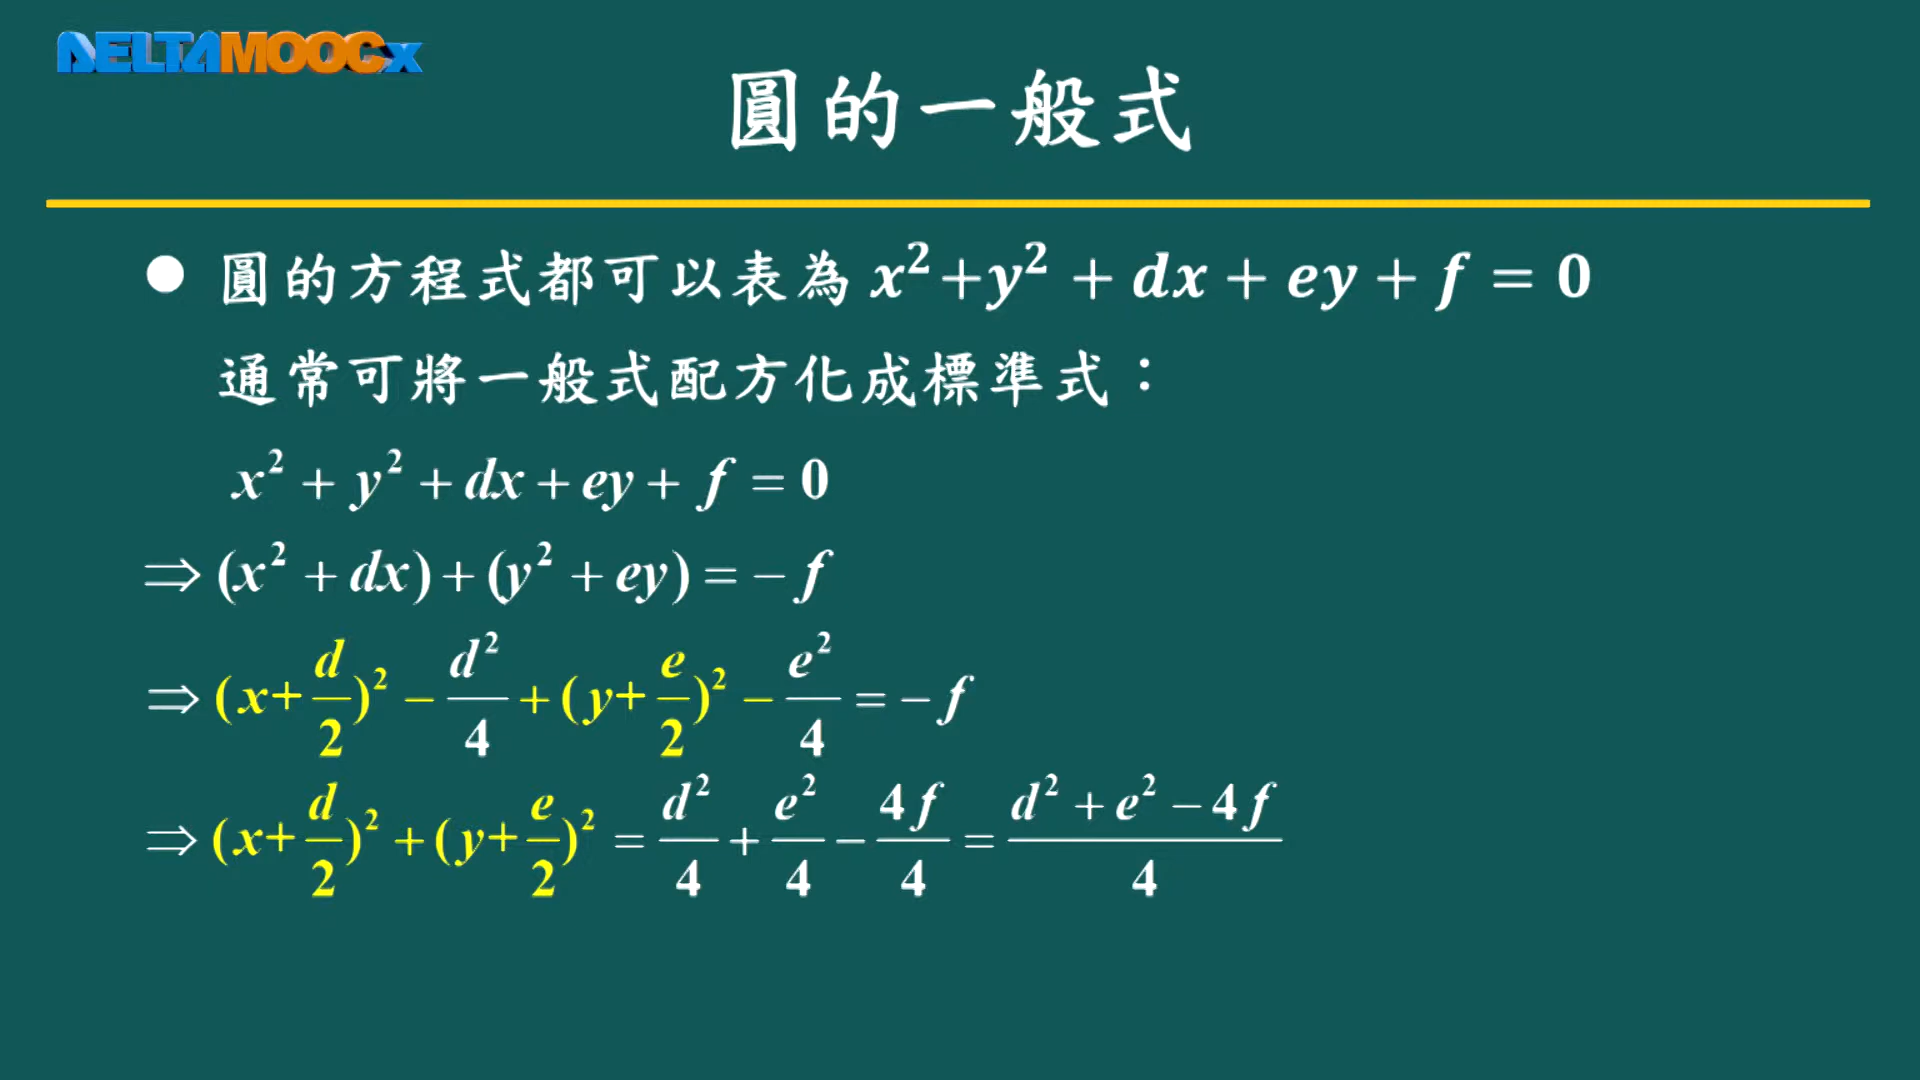 DELTAMOOCx
圓的一般式
● 圓的方程式都可以表為 x²+y² + dx + ey + f = 0
通常可將一般式配方化成標準式：
x² + y² + dx + ey + f = 0
⇒ (x² + dx) + (y² + ey) = − f
⇒ (x+d/2)² − d²/4 + (y+e/2)² − e²/4 = − f
⇒ (x+d/2)² + (y+e/2)² = d²/4 + e²/4 − 4f/4 = (d² + e² − 4f)/4